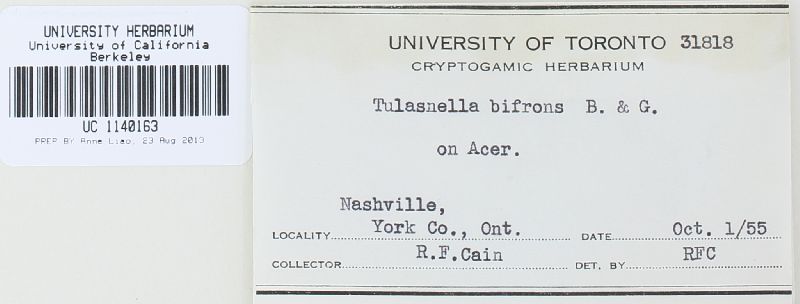 UNIVERSITY HERBARIUM
University of California
Berkeley
UC 1140163
PREP BY Anne Liao, 23 Aug 2013
UNIVERSITY OF TORONTO 31818
CRYPTOGAMIC HERBARIUM
Tulasnella bifrons B. & G.
on Acer.
Nashville,
LOCALITY York Co., Ont. DATE Oct. 1/55
COLLECTOR R.F.Cain DET. BY RFC